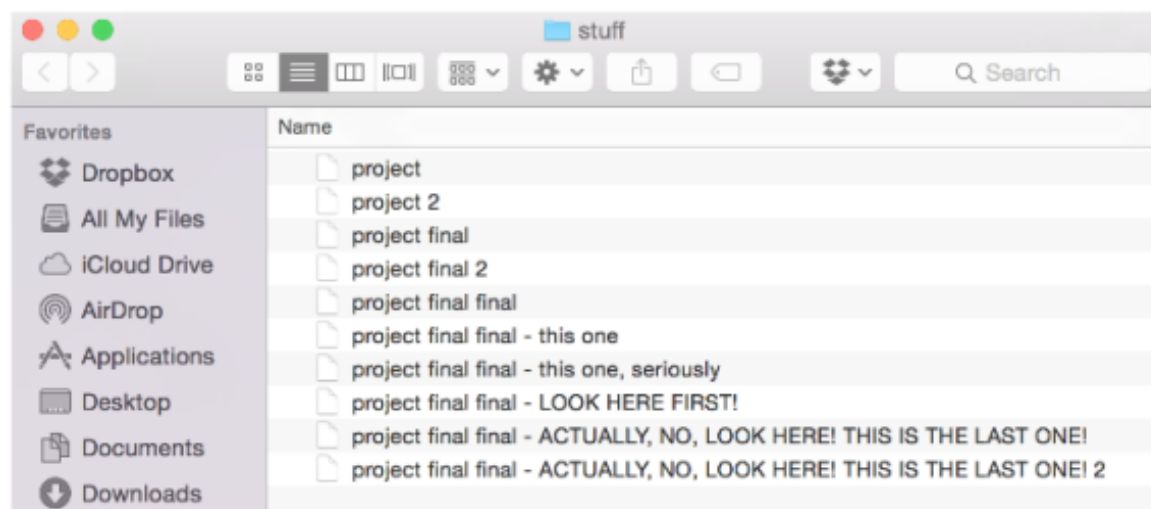 stuff
Search
Favorites
Dropbox
All My Files
iCloud Drive
AirDrop
Applications
Desktop
Documents
Downloads
Name
project
project 2
project final
project final 2
project final final
project final final - this one
project final final - this one, seriously
project final final - LOOK HERE FIRST!
project final final - ACTUALLY, NO, LOOK HERE! THIS IS THE LAST ONE!
project final final - ACTUALLY, NO, LOOK HERE! THIS IS THE LAST ONE! 2